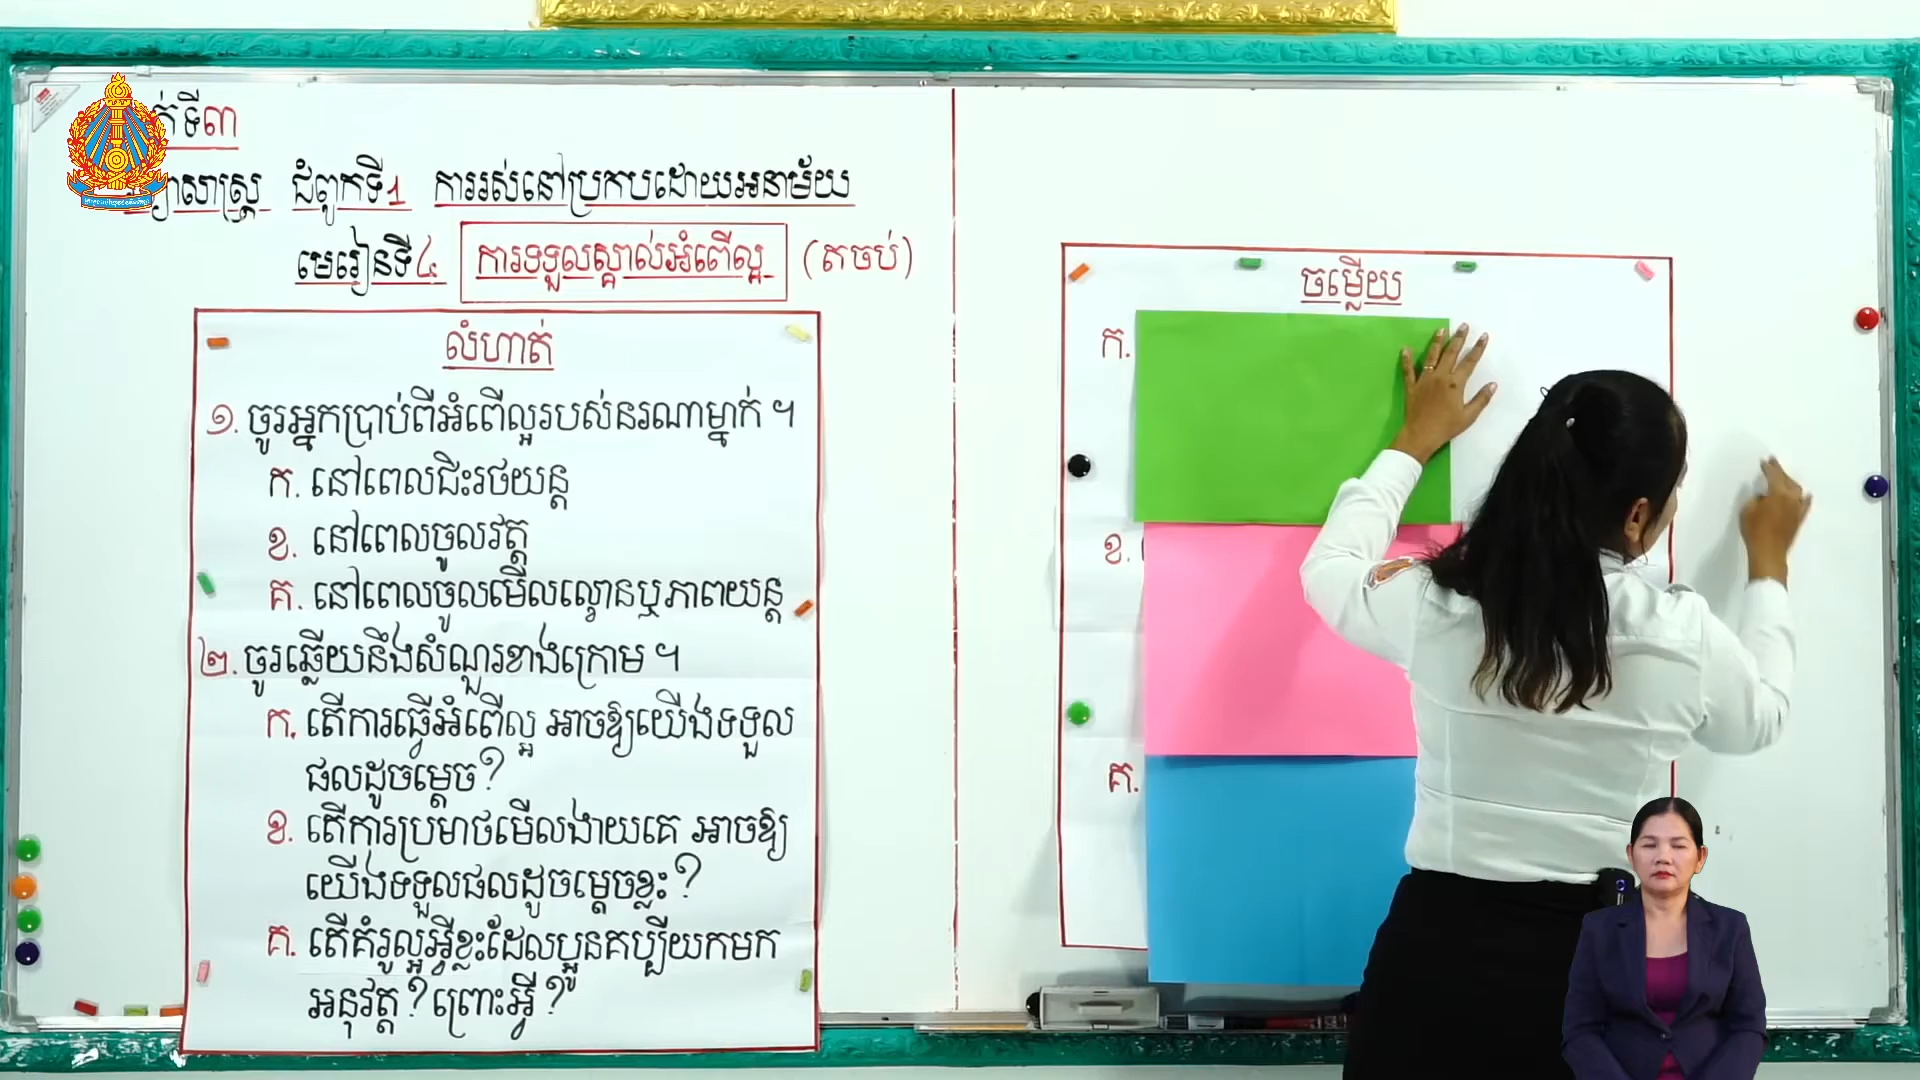 ទី៣
ជំពូកទី1 ការរស់នៅប្រកបដោយអនាម័យ
មេរៀនទី៤ ការទទួលស្គាល់អំពើល្អ (តចប់)
លំហាត់
១. ចូរអ្នកប្រាប់ពីអំពើល្អរបស់នរណាម្នាក់ ។
ក. នៅពេលជិះរថយន្ត
ខ. នៅពេលចូលវត្ត
គ. នៅពេលចូលមើលល្ខោនឬភាពយន្ត
២. ចូរឆ្លើយនឹងសំណួរខាងក្រោម ។
ក. តើការធ្វើអំពើល្អ អាចឱ្យយើងទទួល
ផលដូចម្តេច?
ខ. តើការប្រមាថមើលងាយគេ អាចឱ្យ
យើងទទួលផលដូចម្តេចខ្លះ?
គ. តើគំរូល្អអ្វីខ្លះដែលប្អូនគប្បីយកមក
អនុវត្ត? ព្រោះអ្វី?
ចម្លើយ
ក.
ខ.
គ.